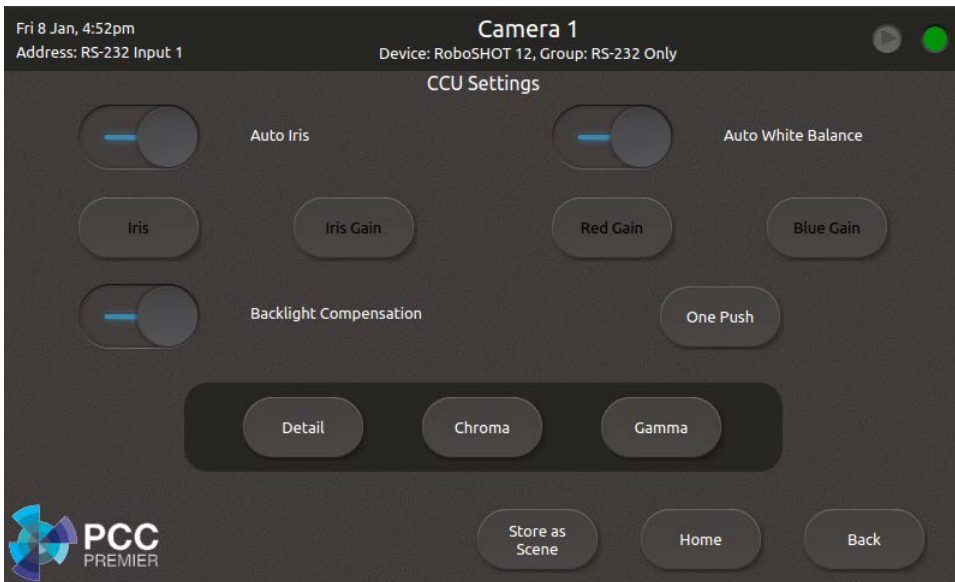 Fri 8 Jan, 4:52pm
Camera 1
Address: RS-232 Input 1
Device: RoboSHOT 12, Group: RS-232 Only
CCU Settings
Auto Iris
Auto White Balance
Iris
Iris Gain
Red Gain
Blue Gain
Backlight Compensation
One Push
Detail
Chroma
Gamma
Store as
Scene
Home
Back
PCC
PREMIER